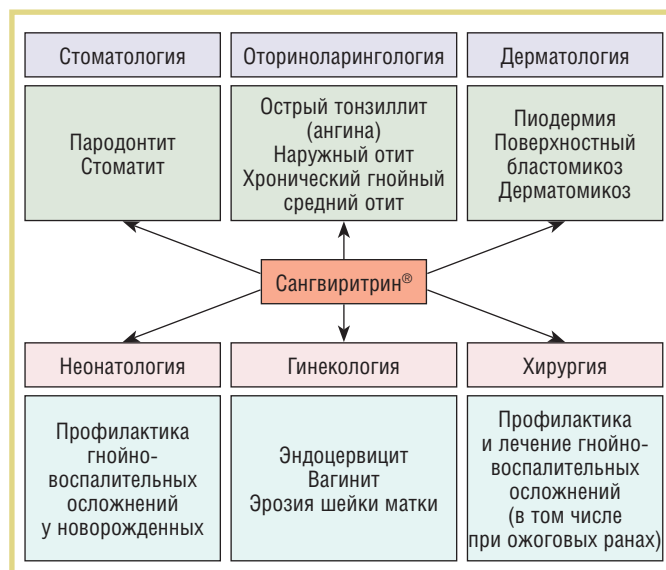 Стоматология
Оториноларингология
Дерматология
Пародонтит
Стоматит
Острый тонзиллит
(ангина)
Наружный отит
Хронический гнойный
средний отит
Пиодермия
Поверхностный
бластомикоз
Дерматомикоз
Сангвиритрин®
Неонатология
Гинекология
Хирургия
Профилактика
гнойно-
воспалительных
осложнений
у новорожденных
Эндоцервицит
Вагинит
Эрозия шейки матки
Профилактика
и лечение гнойно-
воспалительных
осложнений
(в том числе
при ожоговых ранах)